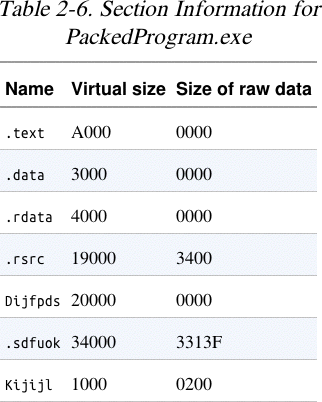 Table 2-6. Section Information for
PackedProgram.exe
Name Virtual size Size of raw data
.text A000 0000
.data 3000 0000
.rdata 4000 0000
.rsrc 19000 3400
Dijfpds 20000 0000
.sdfuok 34000 3313F
Kijijl 1000 0200